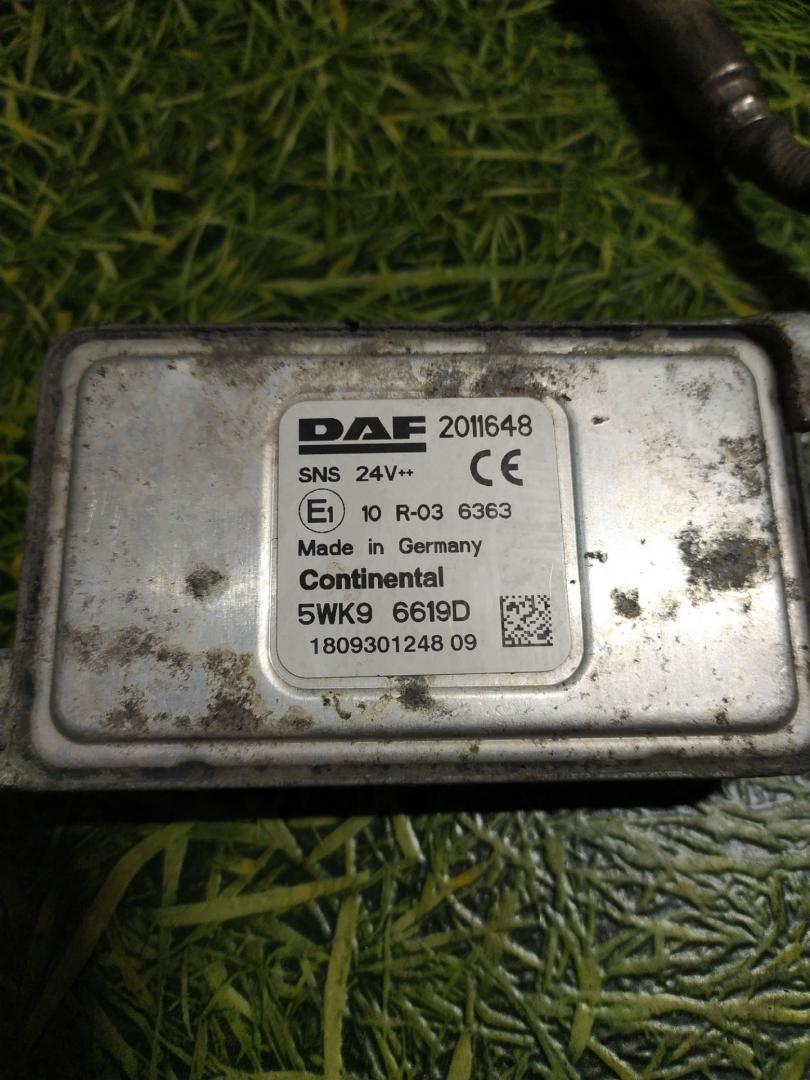 DAF 2011648
SNS 24V++ CE
E1 10 R-03 6363
Made in Germany
Continental
5WK9 6619D
1809301248 09